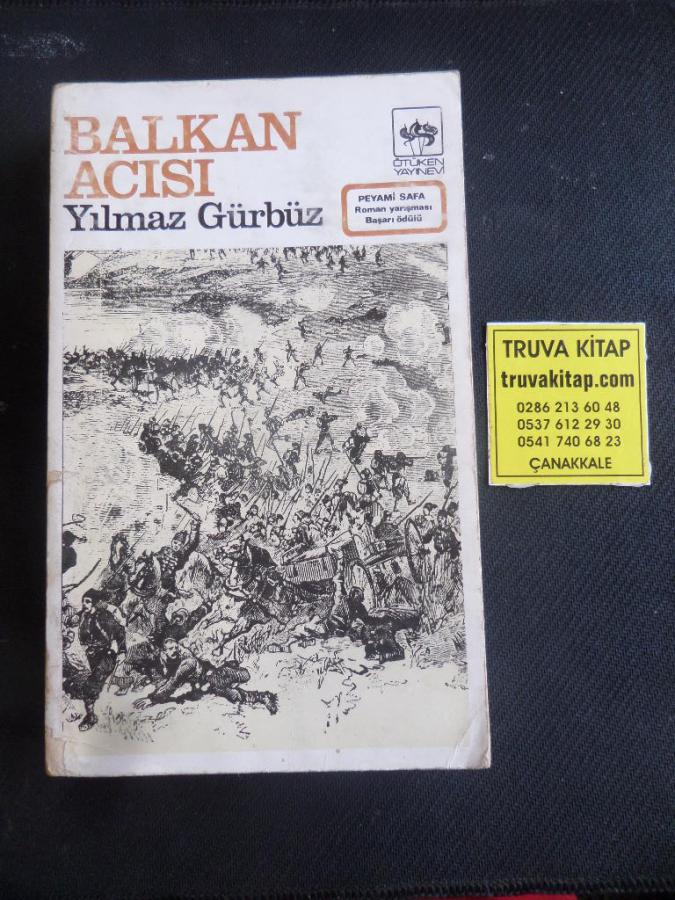 BALKAN
ACISI
Yılmaz Gürbüz
ÖTÜKEN
YAYINEVİ
PEYAMİ SAFA
Roman yarışması
Başarı ödülü
TRUVA KİTAP
truvakitap.com
0286 213 60 48
0537 612 29 30
0541 740 68 23
ÇANAKKALE